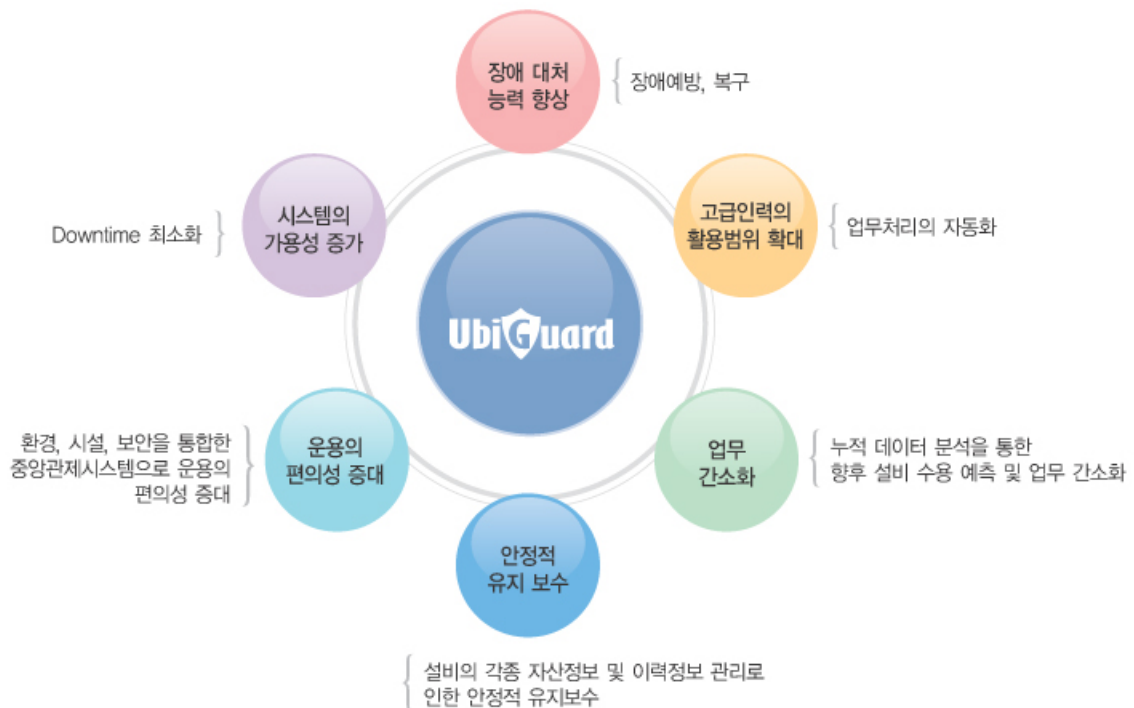 장애 대처
능력 향상
장애예방, 복구
고급인력의
활용범위 확대
업무처리의 자동화
업무
간소화
누적 데이터 분석을 통한
향후 설비 수용 예측 및 업무 간소화
안정적
유지 보수
설비의 각종 자산정보 및 이력정보 관리로
인한 안정적 유지보수
운용의
편의성 증대
환경, 시설, 보안을 통합한
중앙관제시스템으로 운용의
편의성 증대
시스템의
가용성 증가
Downtime 최소화
UbiGuard